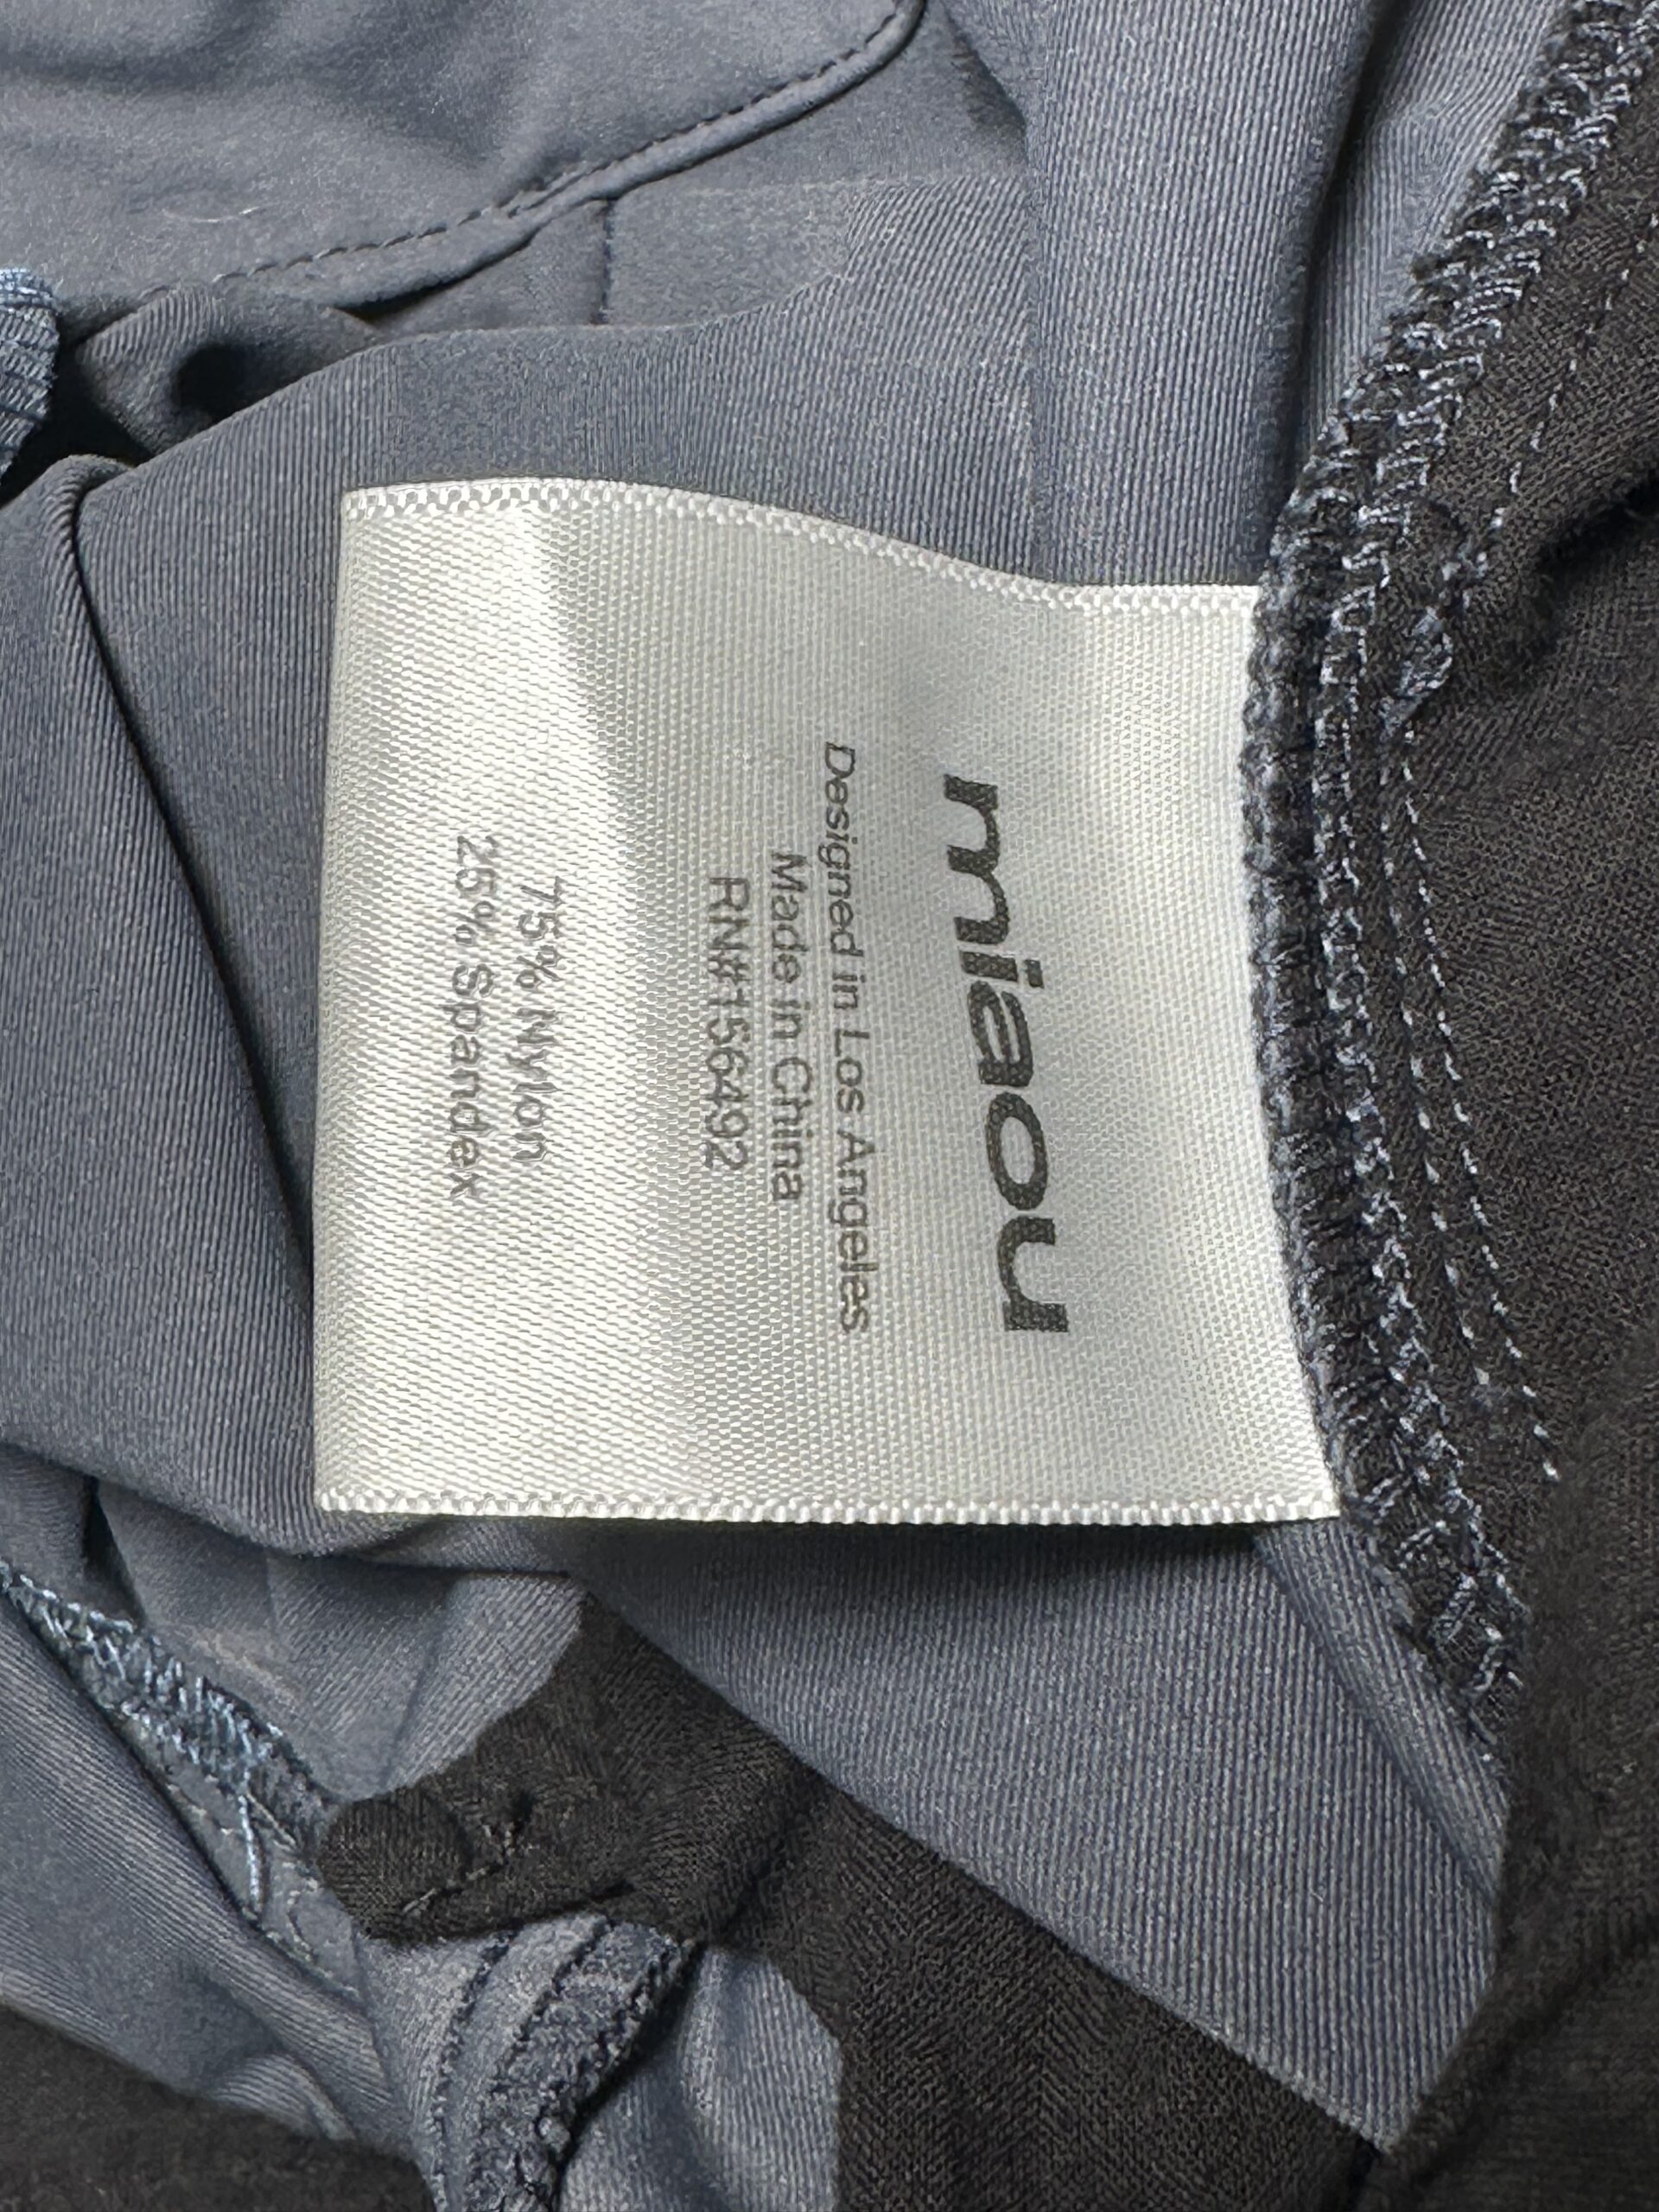 miaou
Designed in Los Angeles
Made in China
RN#156492
75% Nylon
25% Spandex